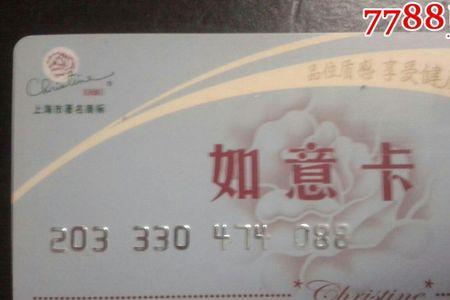 7788
Christine
®
上海市著名商标
品位质感 享受健
如意卡
203 330 474 088
*Christine*